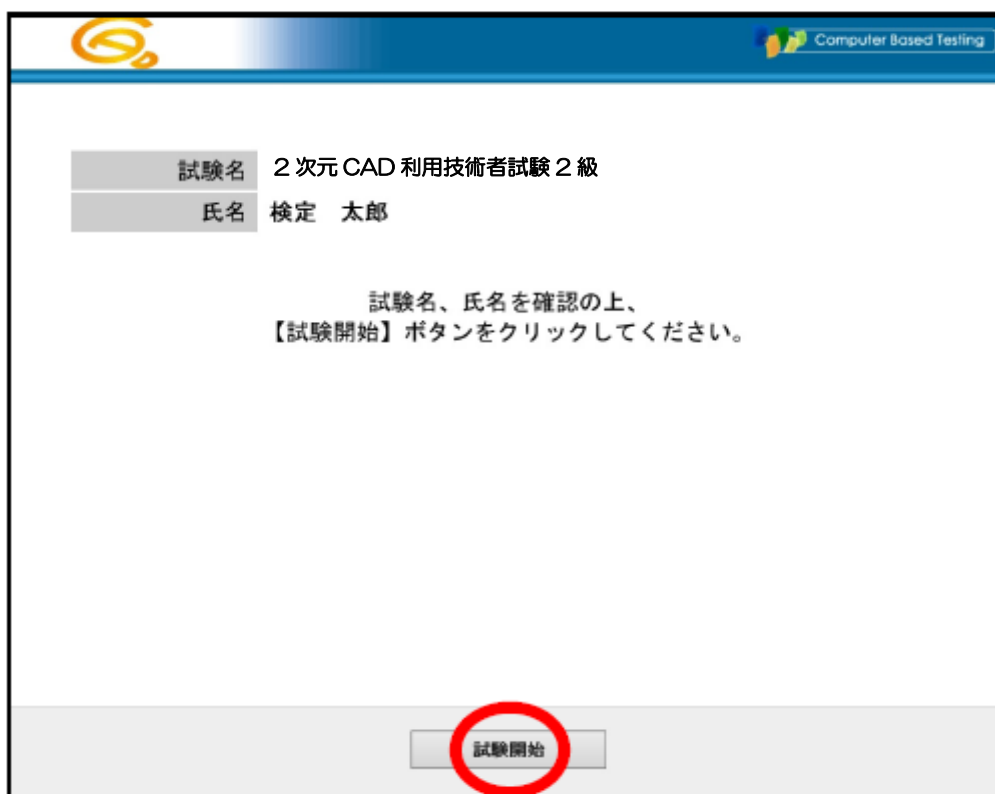 Computer Based Testing
試験名 2次元CAD利用技術者試験2級
氏名 検定　太郎
試験名、氏名を確認の上、
【試験開始】ボタンをクリックしてください。
試験開始